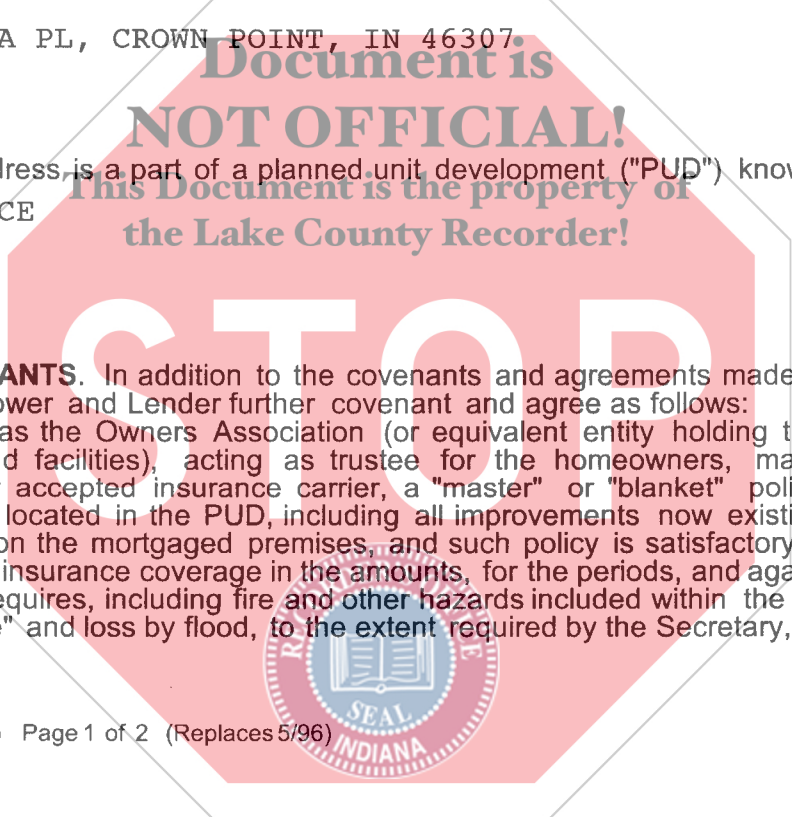 A PL, CROWN POINT, IN 46307
Document is
NOT OFFICIAL!
dress is a part of a planned unit development ("PUD") know
This Document is the property of
CE
the Lake County Recorder!
STOP
ANTS. In addition to the covenants and agreements made
ower and Lender further covenant and agree as follows:
as the Owners Association (or equivalent entity holding t
d facilities), acting as trustee for the homeowners, ma
accepted insurance carrier, a "master" or "blanket" poli
located in the PUD, including all improvements now existi
on the mortgaged premises, and such policy is satisfactory
insurance coverage in the amounts, for the periods, and aga
equires, including fire and other hazards included within the
e" and loss by flood, to the extent required by the Secretary,
Page 1 of 2 (Replaces 5/96)
SEAL
INDIANA